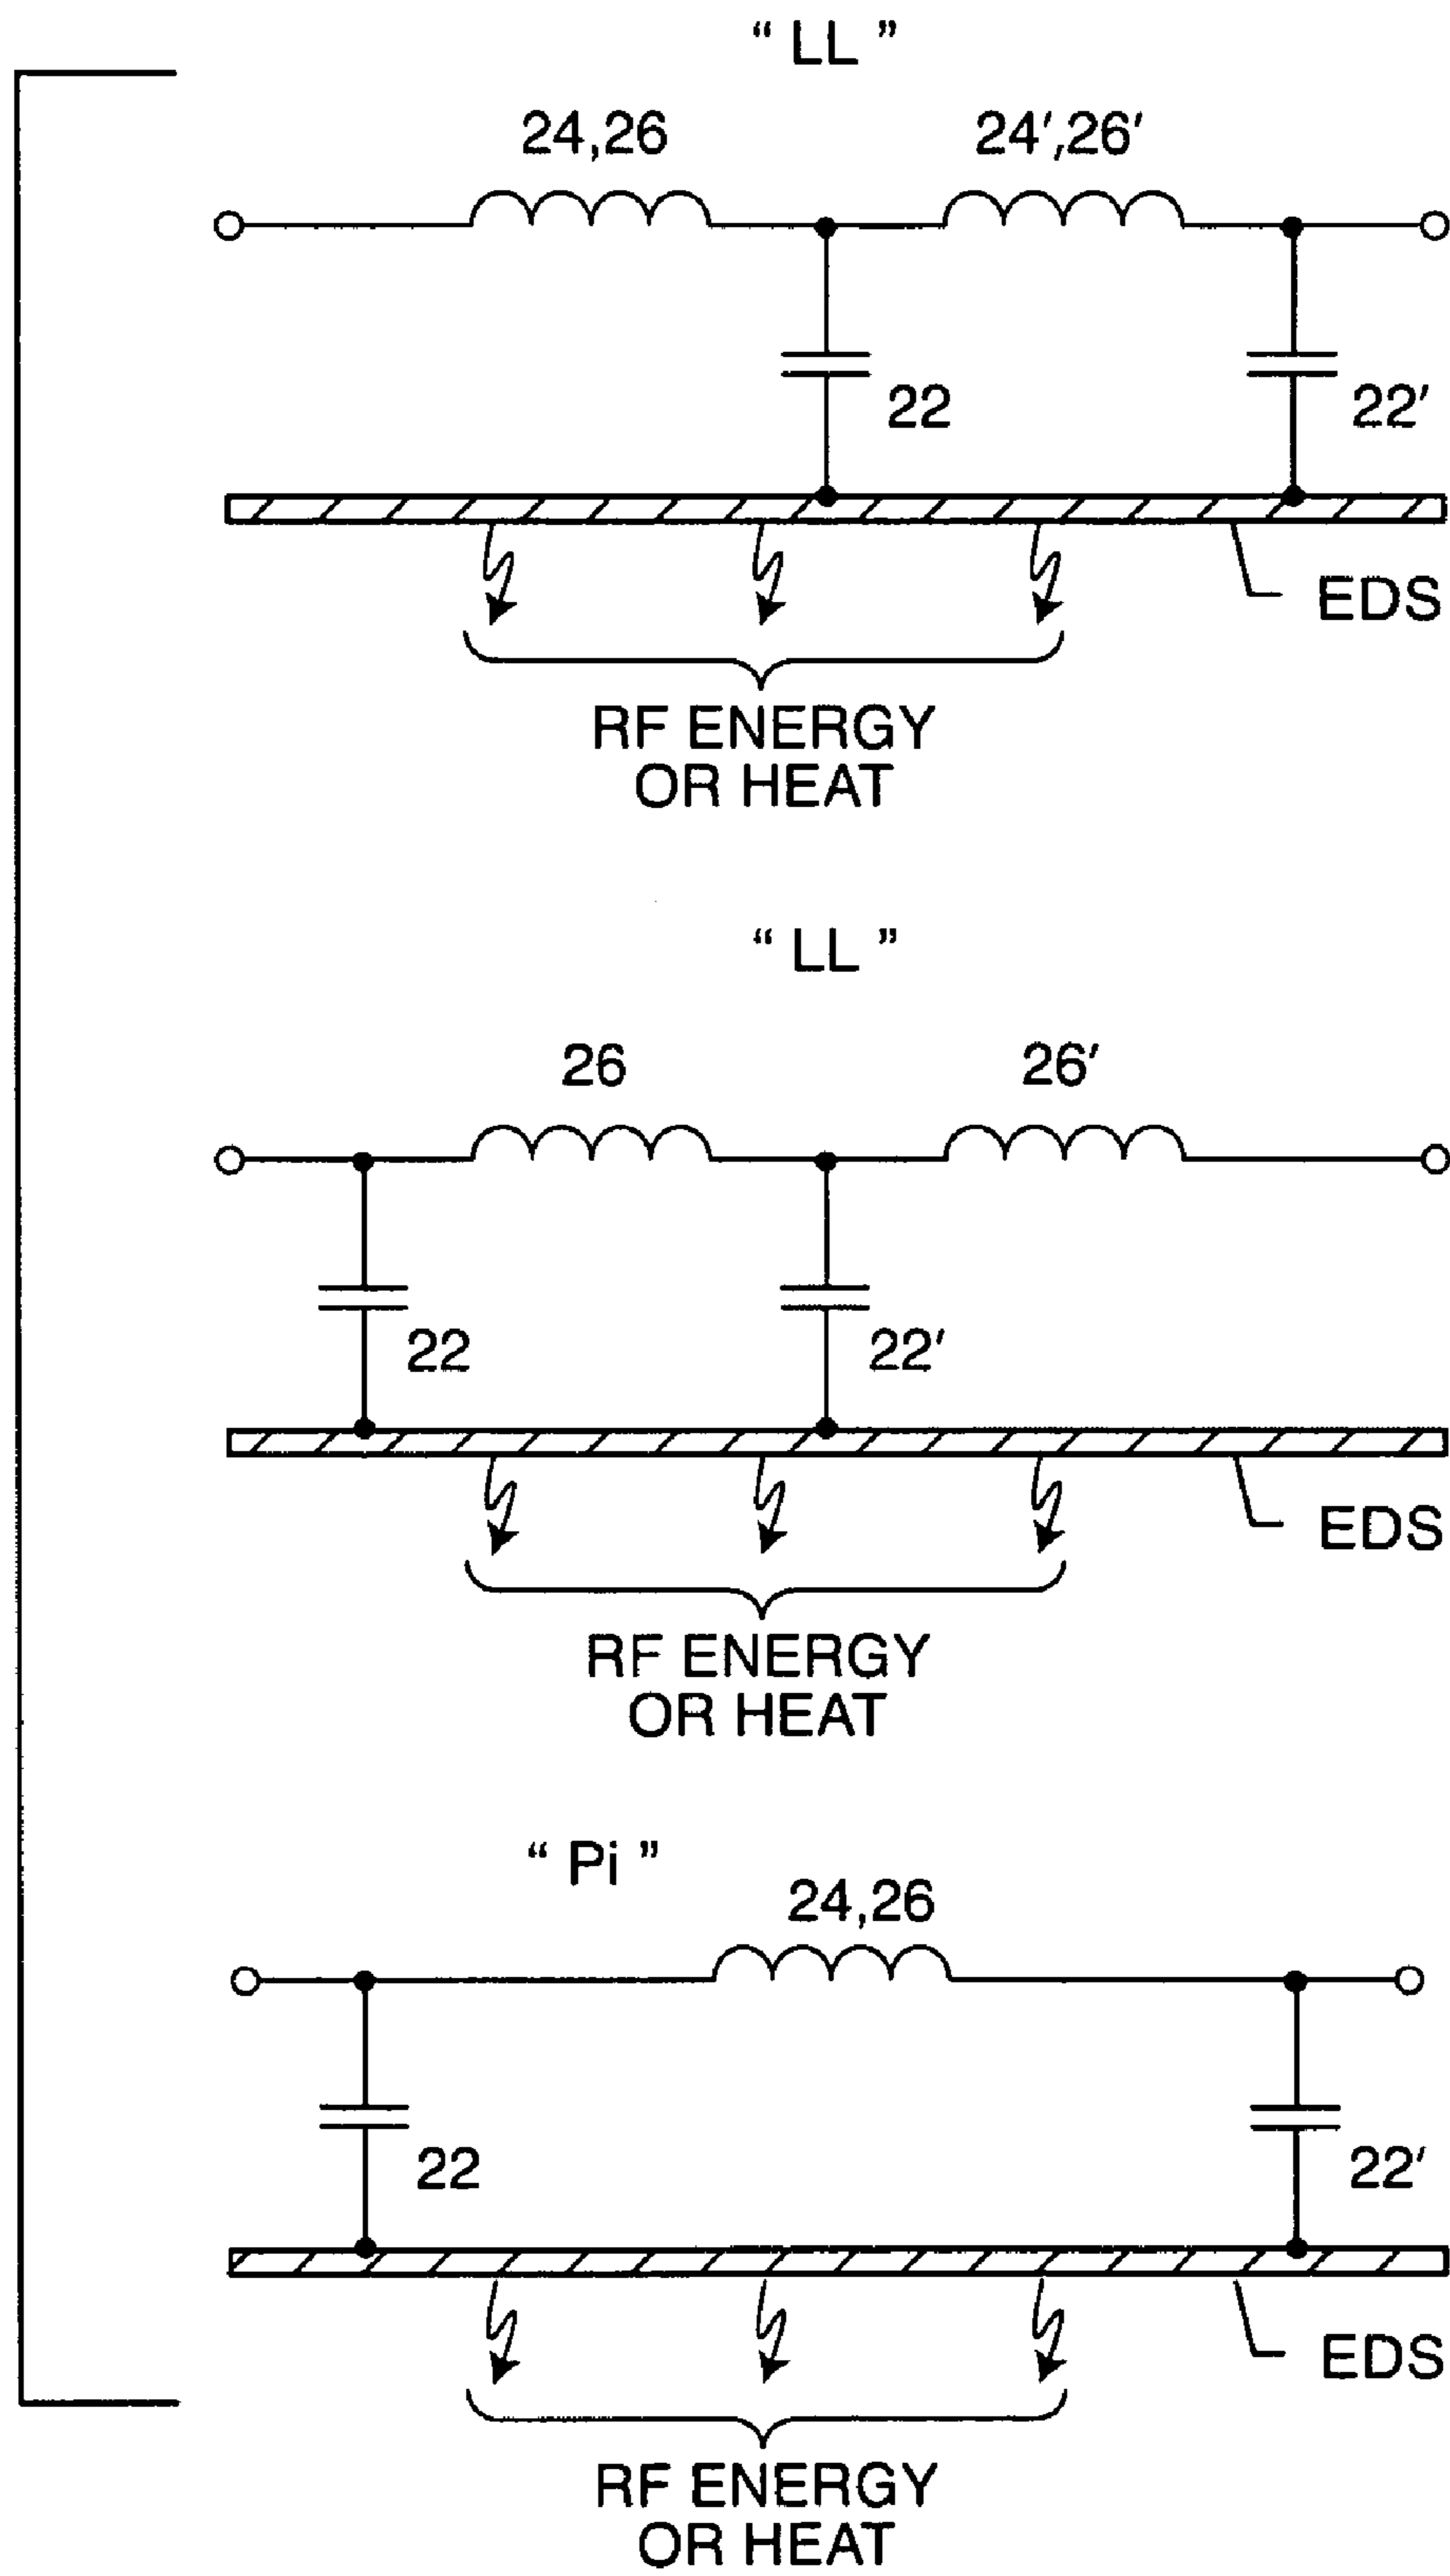 “ LL ”
24,26 24′,26′
22 22′
EDS
RF ENERGY
OR HEAT
“ LL ”
26 26′
22 22′
EDS
RF ENERGY
OR HEAT
“ Pi ”
24,26
22 22′
EDS
RF ENERGY
OR HEAT